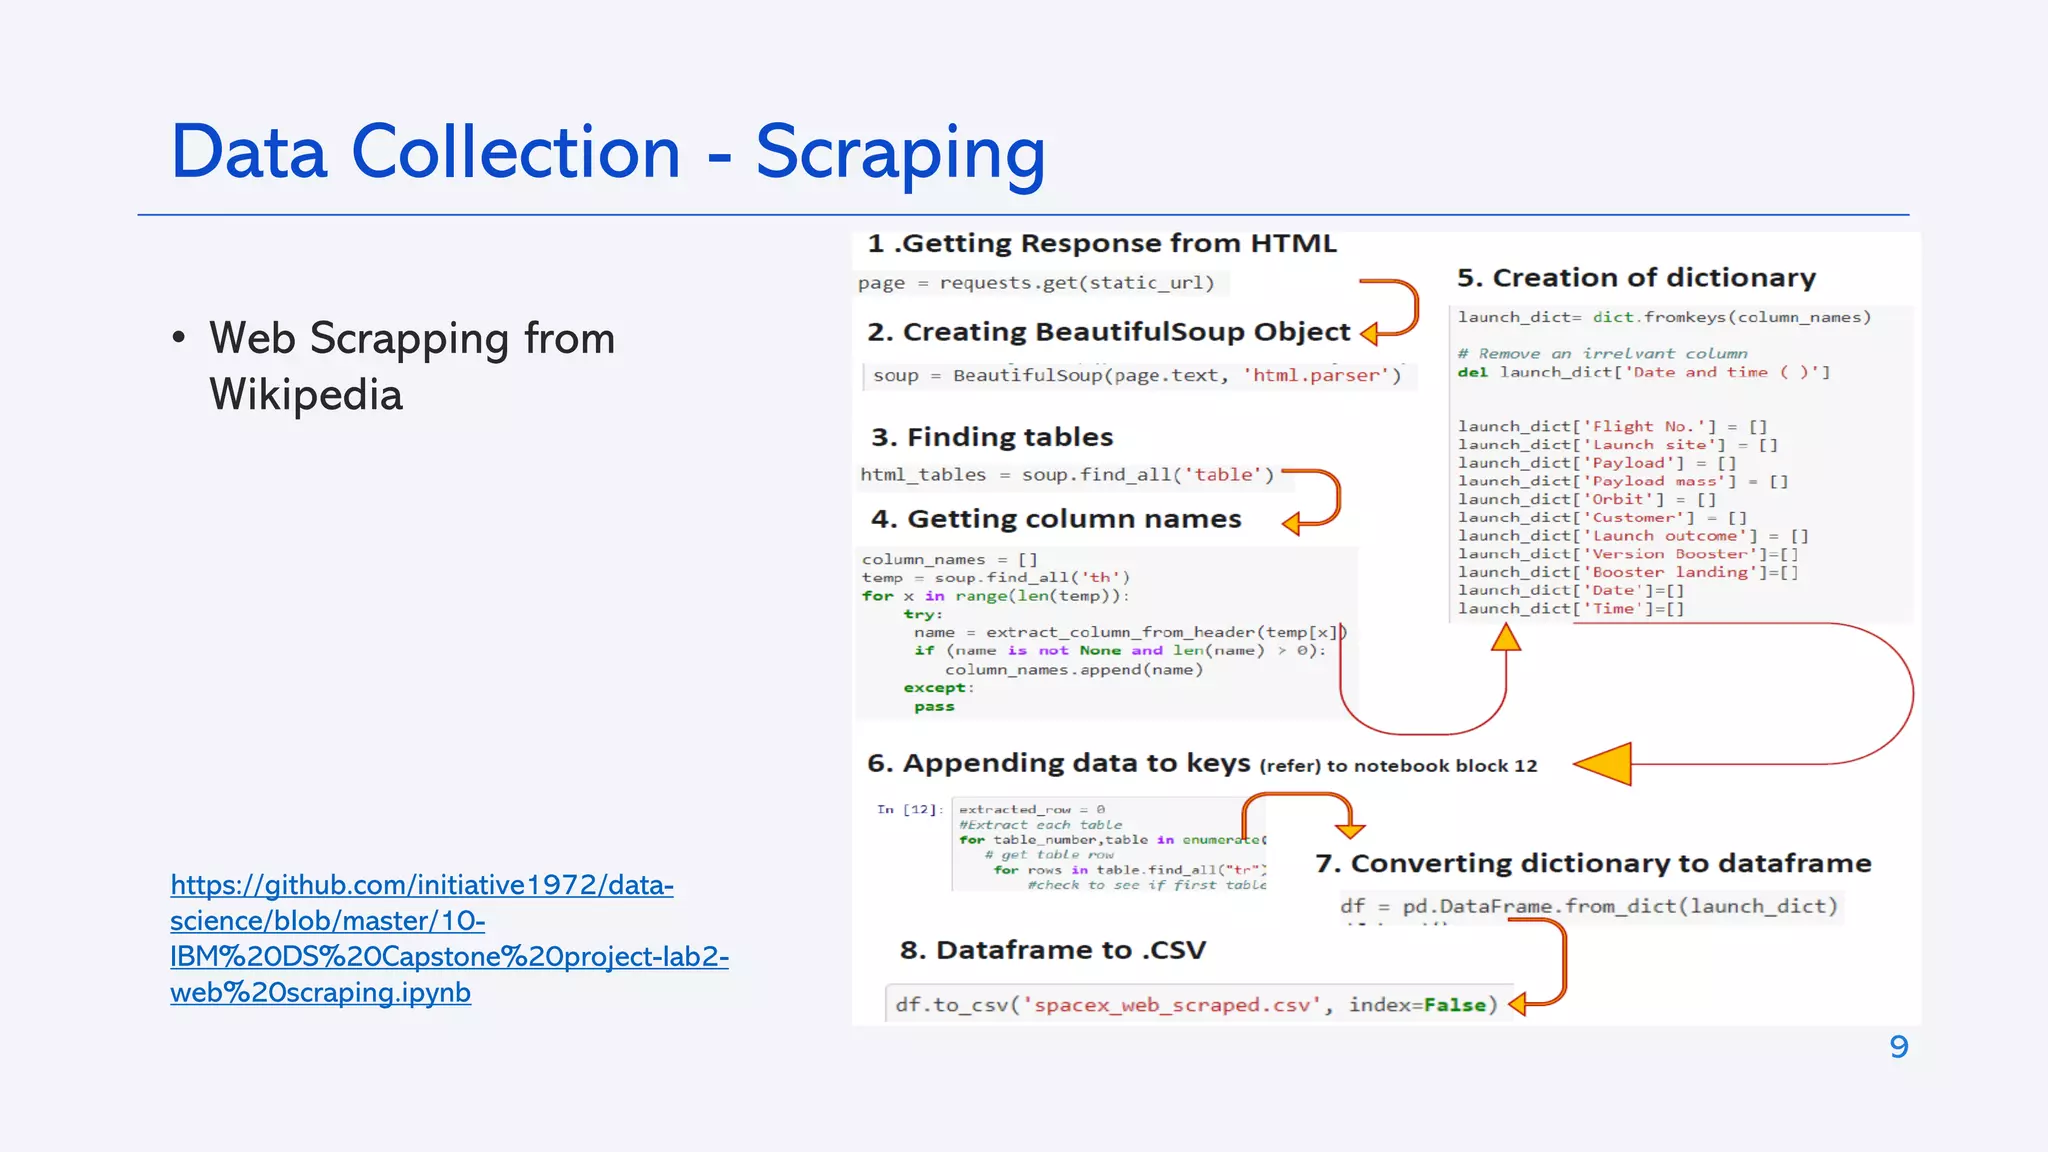 Data Collection - Scraping
• Web Scrapping from
Wikipedia
https://github.com/initiative1972/data-
science/blob/master/10-
IBM%20DS%20Capstone%20project-lab2-
web%20scraping.ipynb
1 .Getting Response from HTML
page = requests.get(static_url)
2. Creating BeautifulSoup Object
soup = BeautifulSoup(page.text, 'html.parser')
3. Finding tables
html_tables = soup.find_all('table')
4. Getting column names
column_names = []
temp = soup.find_all('th')
for x in range(len(temp)):
try:
name = extract_column_from_header(temp[x])
if (name is not None and len(name) > 0):
column_names.append(name)
except:
pass
5. Creation of dictionary
launch_dict= dict.fromkeys(column_names)
# Remove an irrelvant column
del launch_dict['Date and time ( )']
launch_dict['Flight No.'] = []
launch_dict['Launch site'] = []
launch_dict['Payload'] = []
launch_dict['Payload mass'] = []
launch_dict['Orbit'] = []
launch_dict['Customer'] = []
launch_dict['Launch outcome'] = []
launch_dict['Version Booster']=[]
launch_dict['Booster landing']=[]
launch_dict['Date']=[]
launch_dict['Time']=[]
6. Appending data to keys (refer) to notebook block 12
In [12]: extracted_row = 0
#Extract each table
for table_number,table in enumerate(
# get table row
for rows in table.find_all("tr")
#check to see if first table
7. Converting dictionary to dataframe
df = pd.DataFrame.from_dict(launch_dict)
8. Dataframe to .CSV
df.to_csv('spacex_web_scraped.csv', index=False)
9